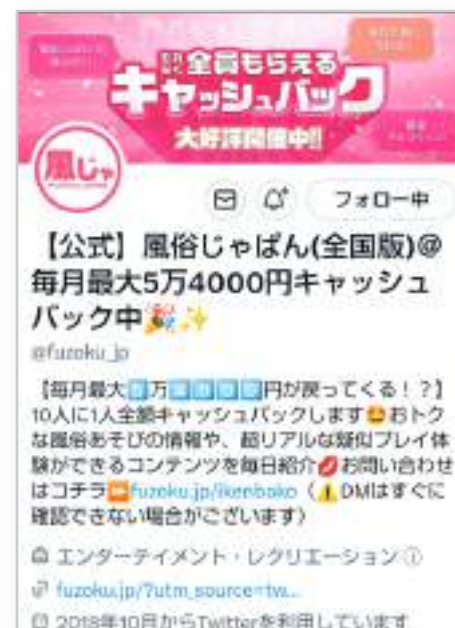 全員もらえる
キャッシュバック
大好評開催中!!
風じゃ
フォロー中
【公式】風俗じゃぱん(全国版)@
毎月最大5万4000円キャッシュ
バック中🎉✨
@fuzoku_jp
【毎月最大5️⃣万4️⃣0️⃣0️⃣0️⃣円が戻ってくる！？】
10人に1人全額キャッシュバックします😊おトク
な風俗あそびの情報や、超リアルな疑似プレイ体
験ができるコンテンツを毎日紹介💋お問い合わせ
はコチラ⏩fuzoku.jp/ikenboko（⚠️DMはすぐに
確認できない場合がございます）
エンターテイメント・レクリエーション
fuzoku.jp/?utm_source=tw...
2018年10月からTwitterを利用しています